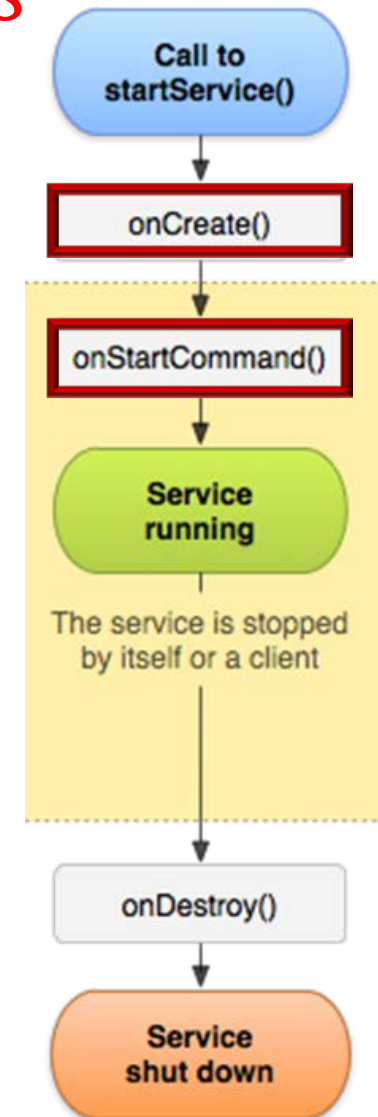 s
Call to
startService()
onCreate()
onStartCommand()
Service
running
The service is stopped
by itself or a client
onDestroy()
Service
shut down